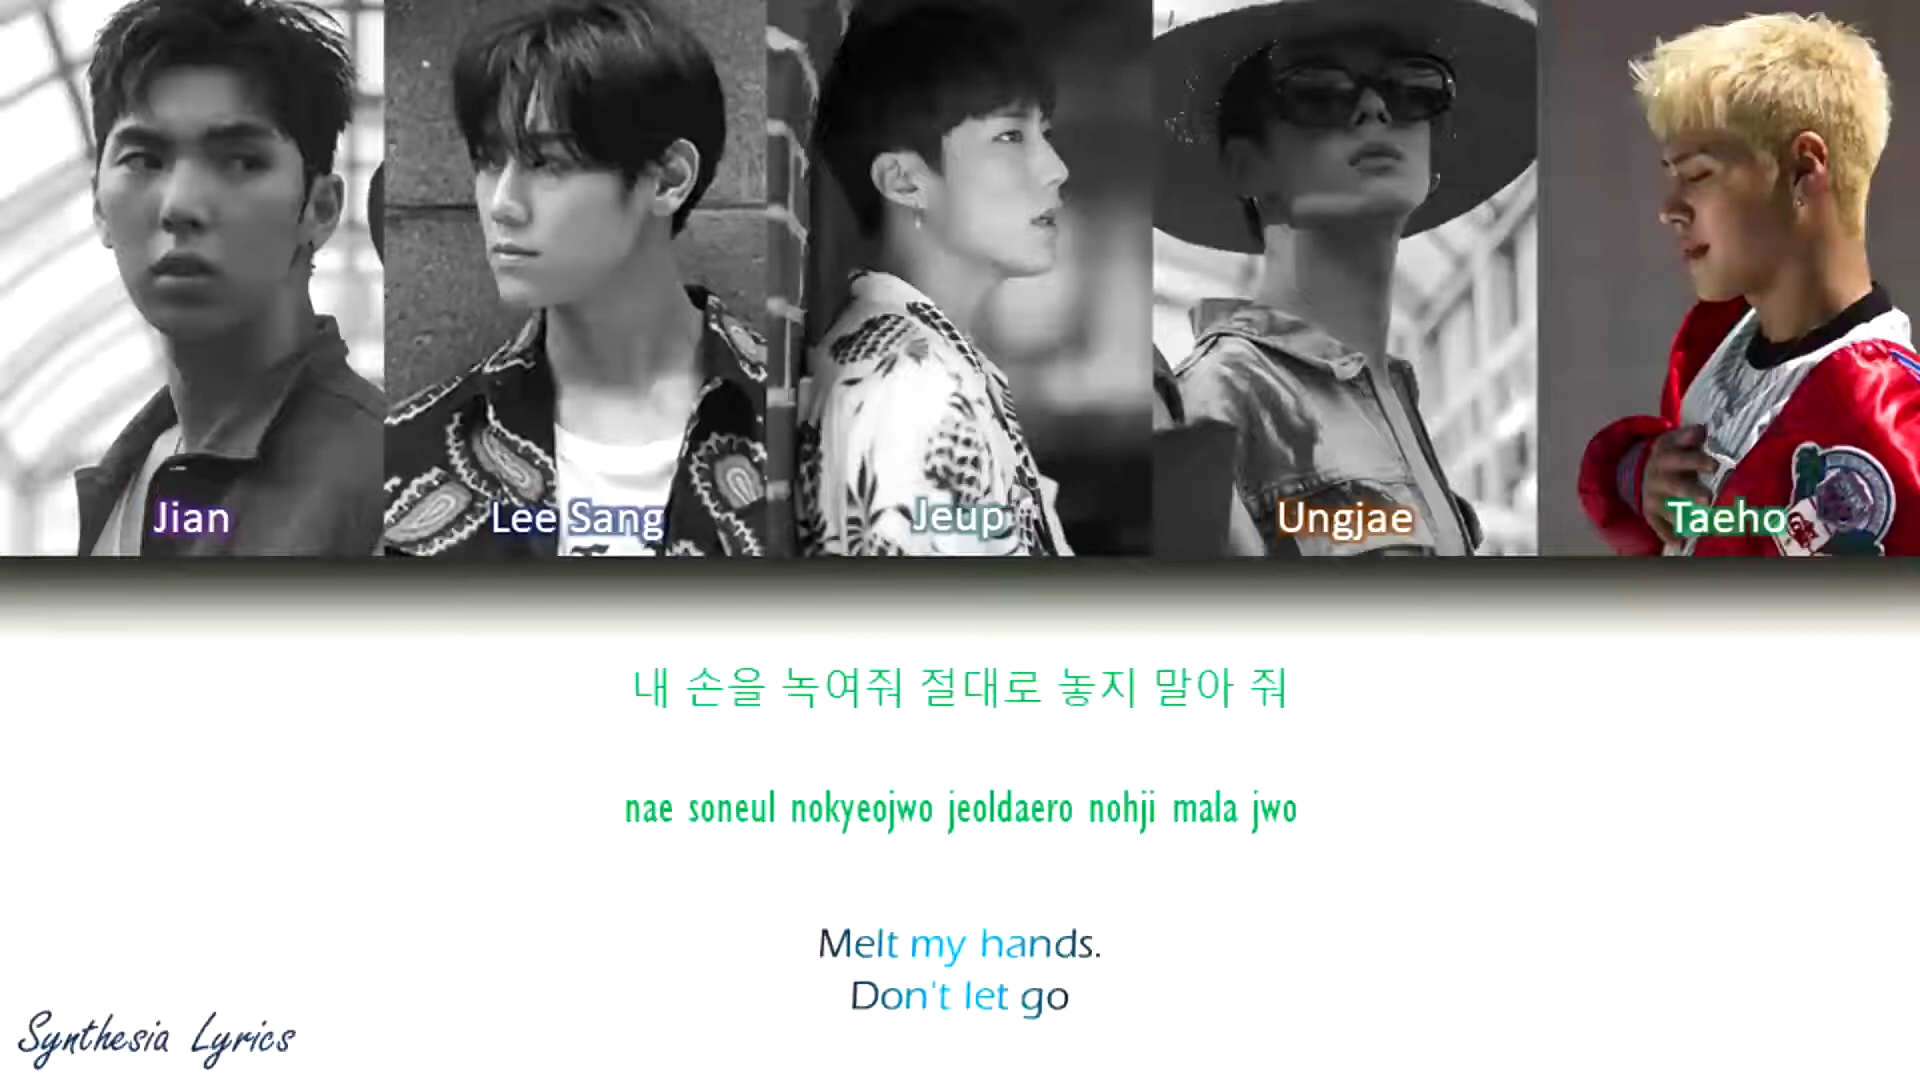 Jian
Lee Sang
Jeup
Ungjae
Taeho
내 손을 녹여줘 절대로 놓지 말아 줘
nae soneul nokyeojwo jeoldaero nohji mala jwo
Melt my hands.
Don't let go
Synthesia Lyrics